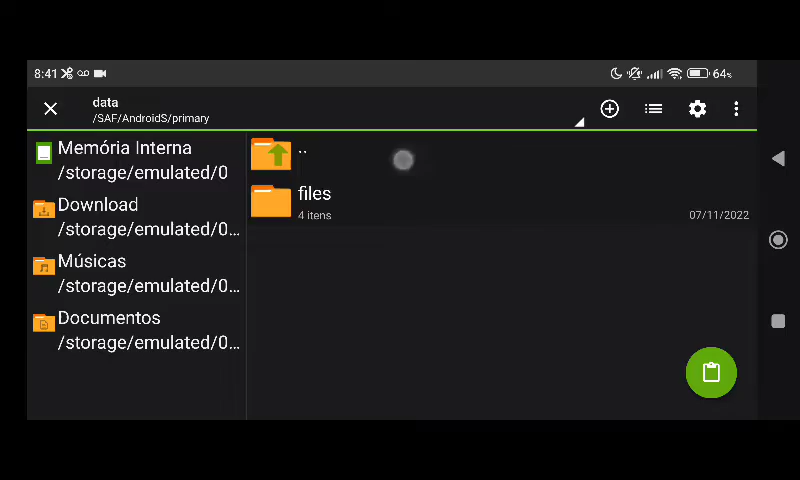 8:41
64%
data
/SAF/AndroidS/primary
Memória Interna
/storage/emulated/0
Download
/storage/emulated/0...
Músicas
/storage/emulated/0...
Documentos
/storage/emulated/0...
..
files
4 itens
07/11/2022